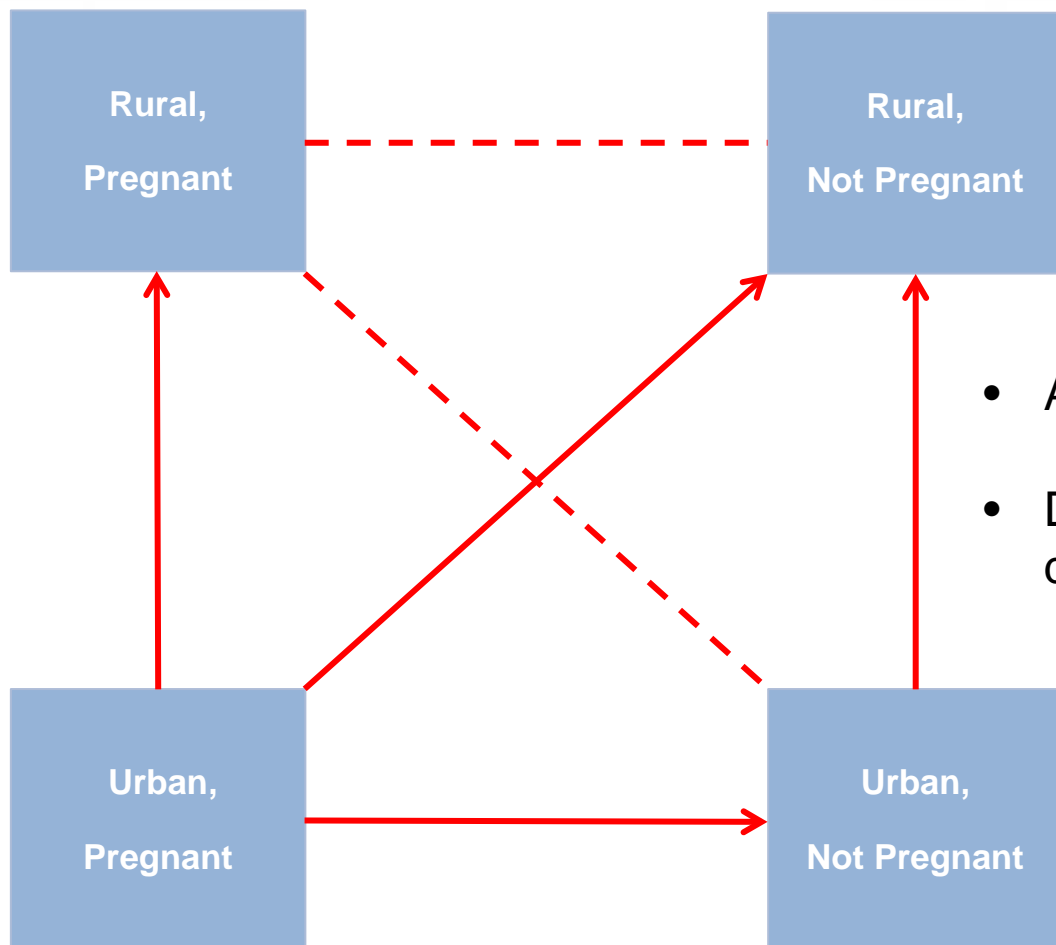 Rural,
Pregnant
Rural,
Not Pregnant
• A
• D
c
Urban,
Pregnant
Urban,
Not Pregnant